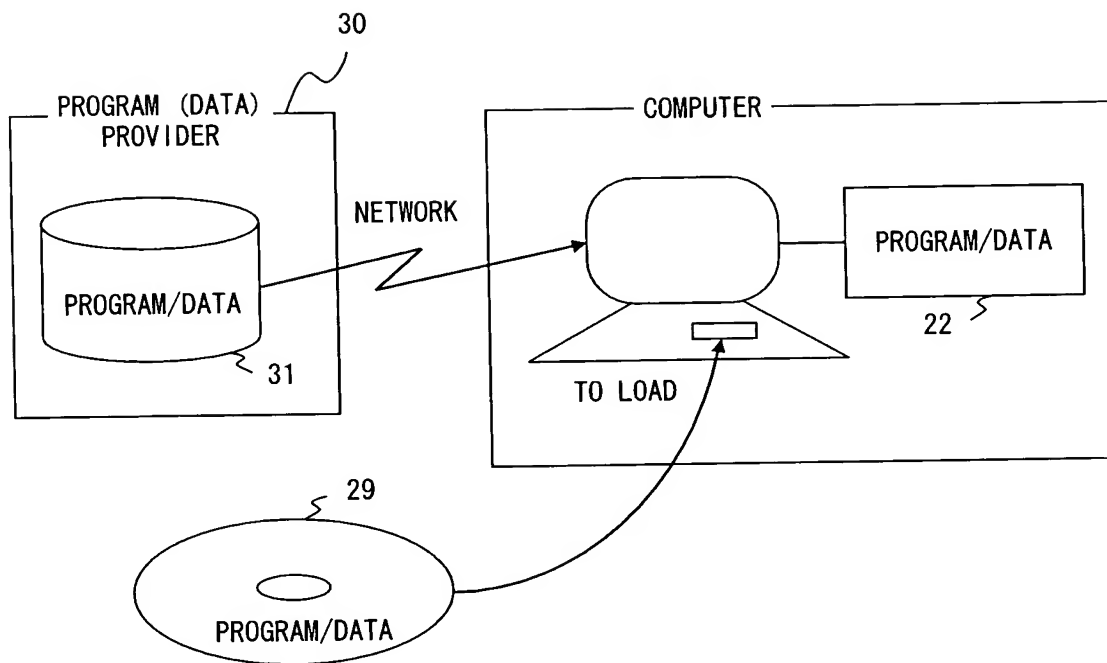 30
PROGRAM (DATA)
PROVIDER
COMPUTER
NETWORK
PROGRAM/DATA
PROGRAM/DATA
22
31
TO LOAD
29
PROGRAM/DATA